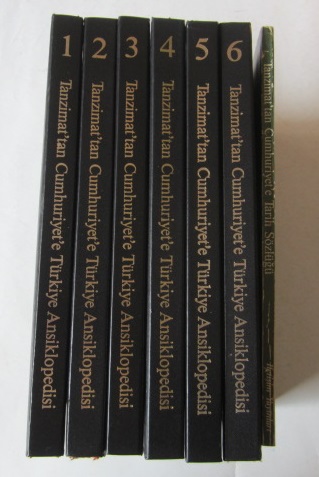 1 Tanzimat'tan Cumhuriyet'e Türkiye Ansiklopedisi
2 Tanzimat'tan Cumhuriyet'e Türkiye Ansiklopedisi
3 Tanzimat'tan Cumhuriyet'e Türkiye Ansiklopedisi
4 Tanzimat'tan Cumhuriyet'e Türkiye Ansiklopedisi
5 Tanzimat'tan Cumhuriyet'e Türkiye Ansiklopedisi
6 Tanzimat'tan Cumhuriyet'e Türkiye Ansiklopedisi
Tanzimat'tan Cumhuriyet'e Tarih Sözlüğü